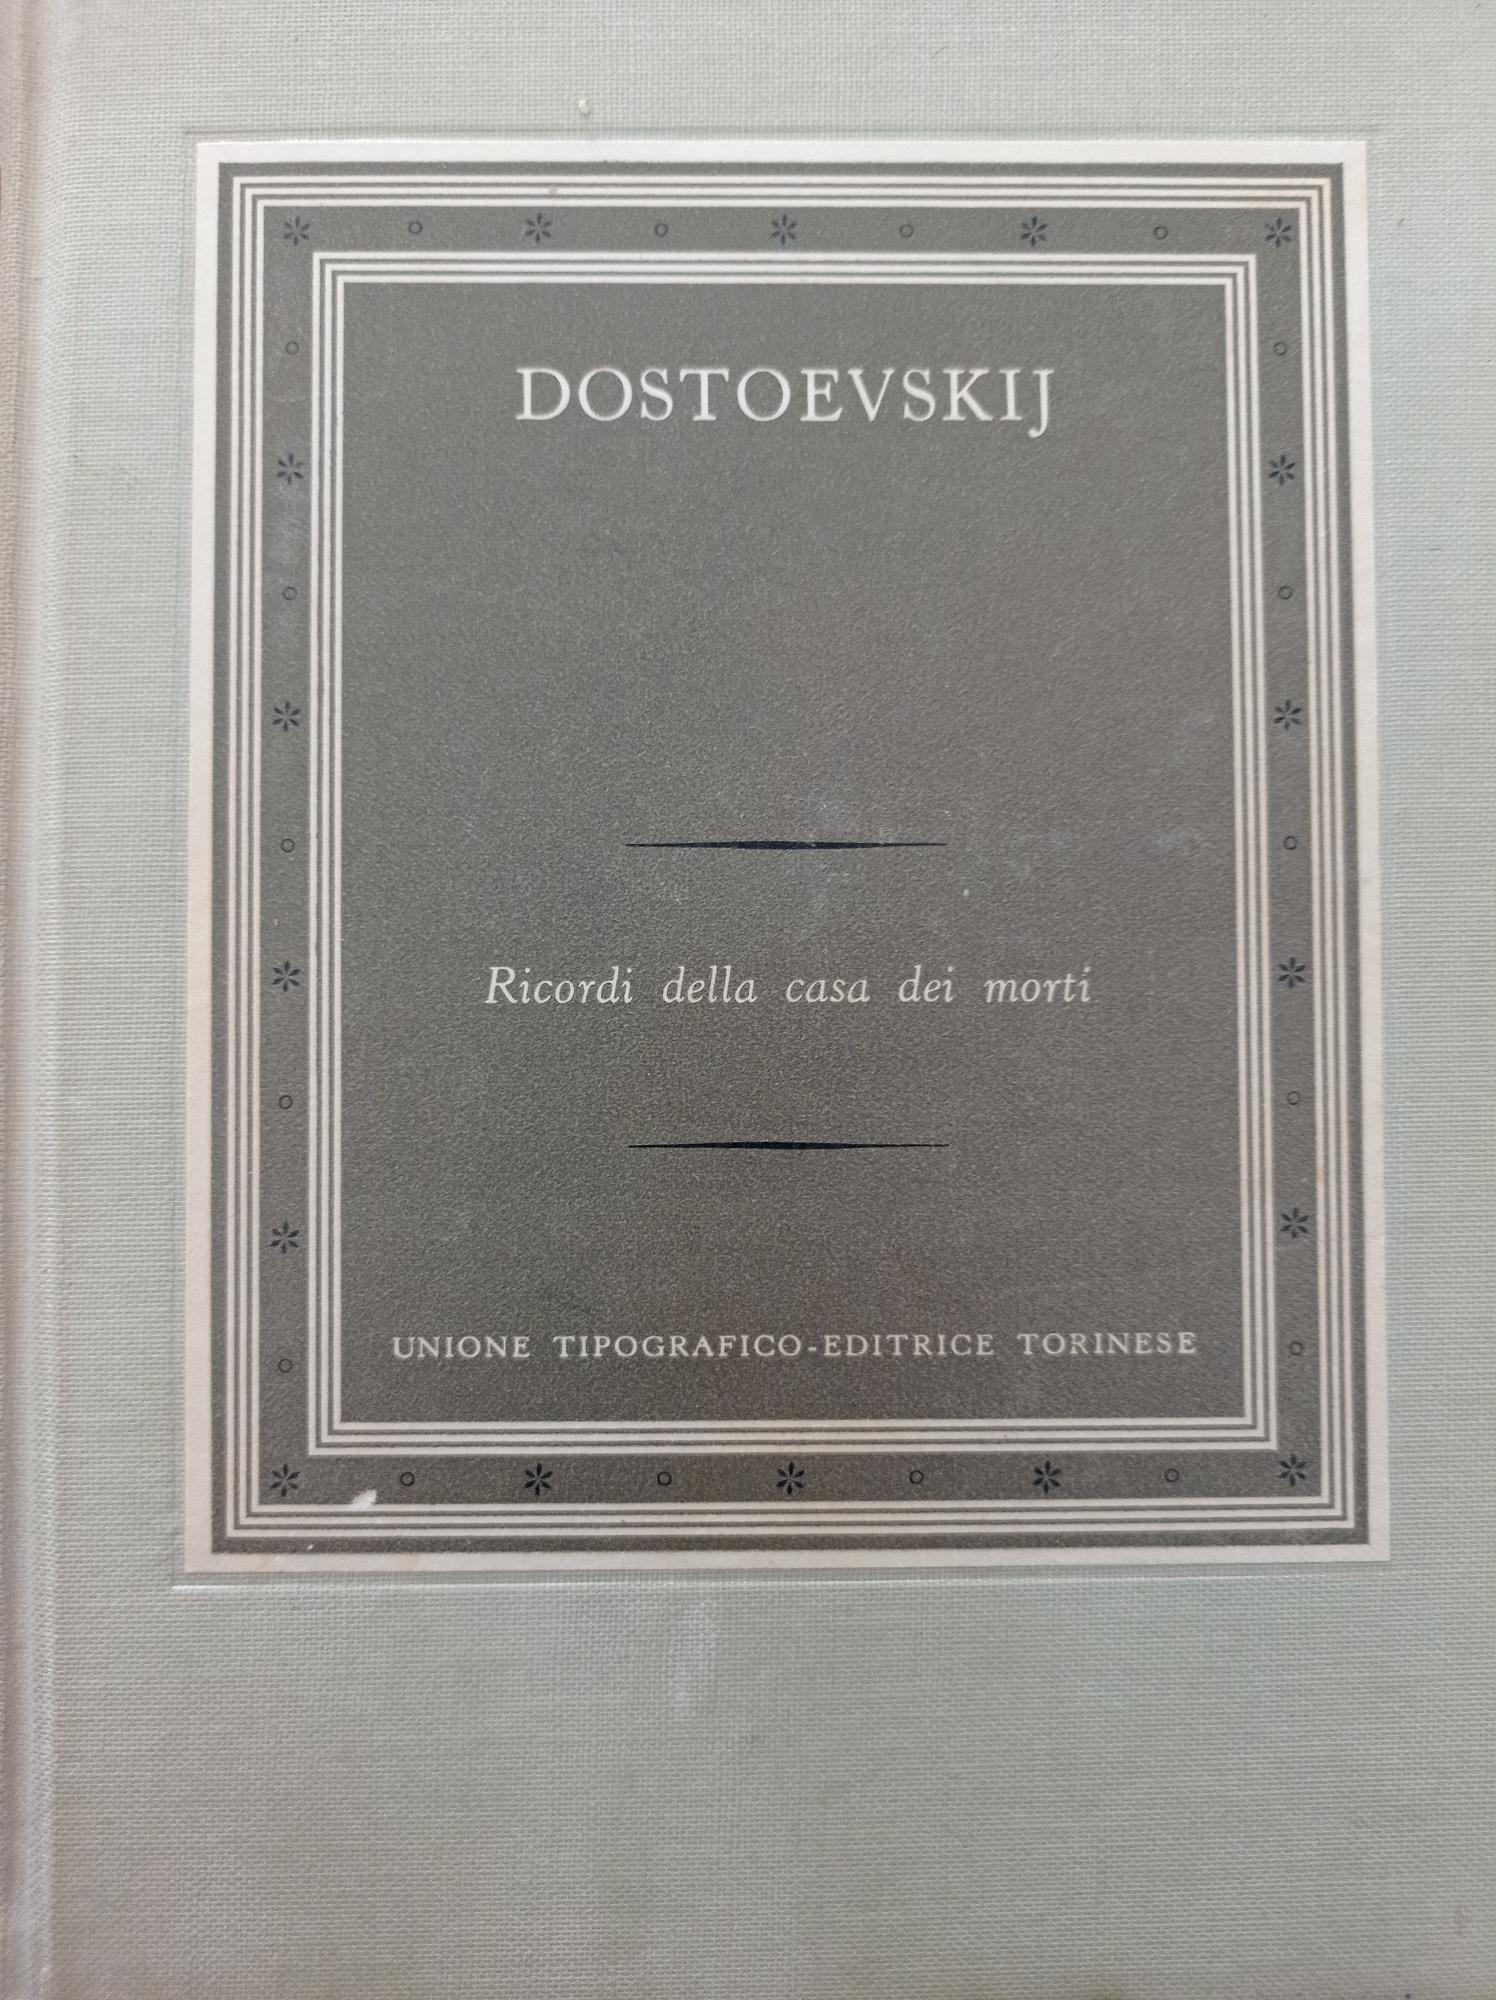 DOSTOEVSKIJ
Ricordi della casa dei morti
UNIONE TIPOGRAFICO-EDITRICE TORINESE